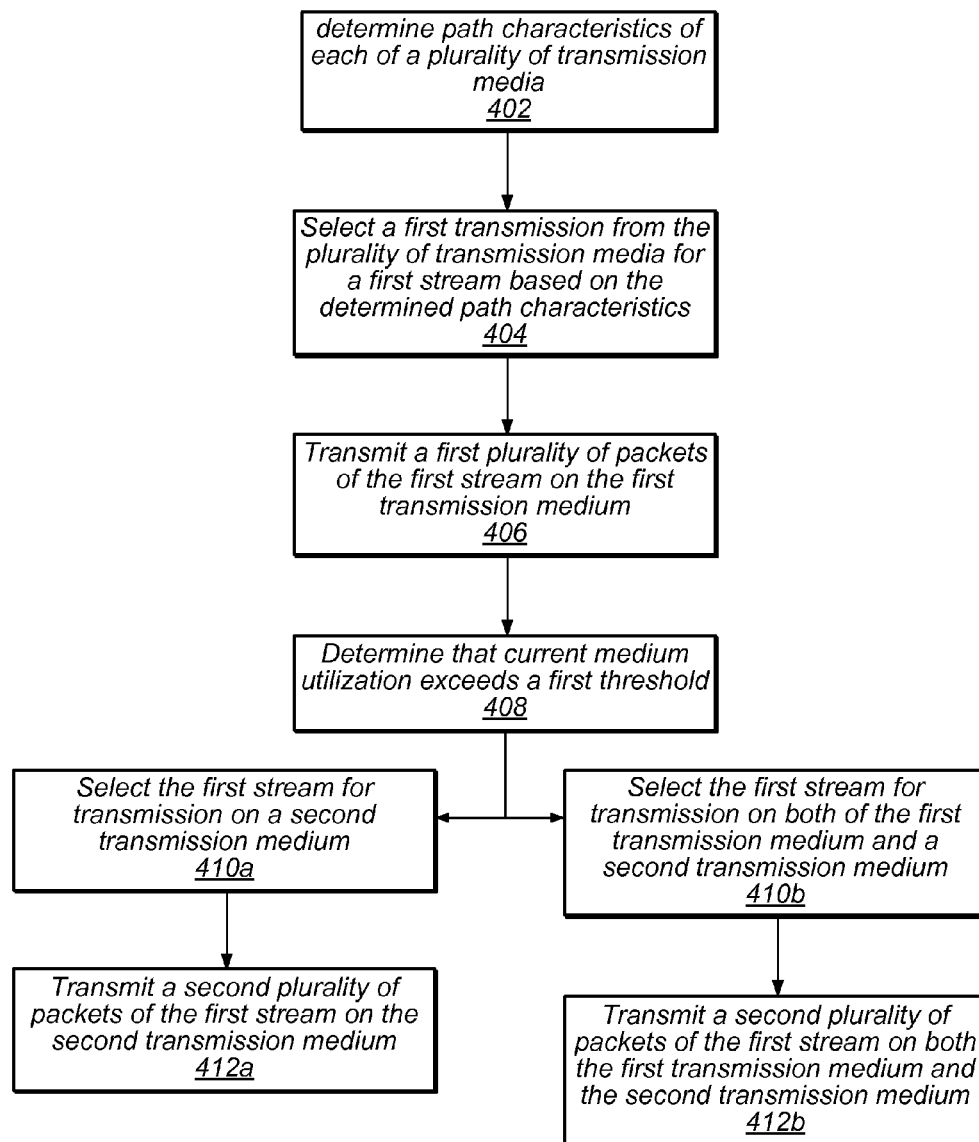 determine path characteristics of
each of a plurality of transmission
media
402
Select a first transmission from the
plurality of transmission media for
a first stream based on the
determined path characteristics
404
Transmit a first plurality of packets
of the first stream on the first
transmission medium
406
Determine that current medium
utilization exceeds a first threshold
408
Select the first stream for
transmission on a second
transmission medium
410a
Select the first stream for
transmission on both of the first
transmission medium and a
second transmission medium
410b
Transmit a second plurality of
packets of the first stream on the
second transmission medium
412a
Transmit a second plurality of
packets of the first stream on both
the first transmission medium and
the second transmission medium
412b